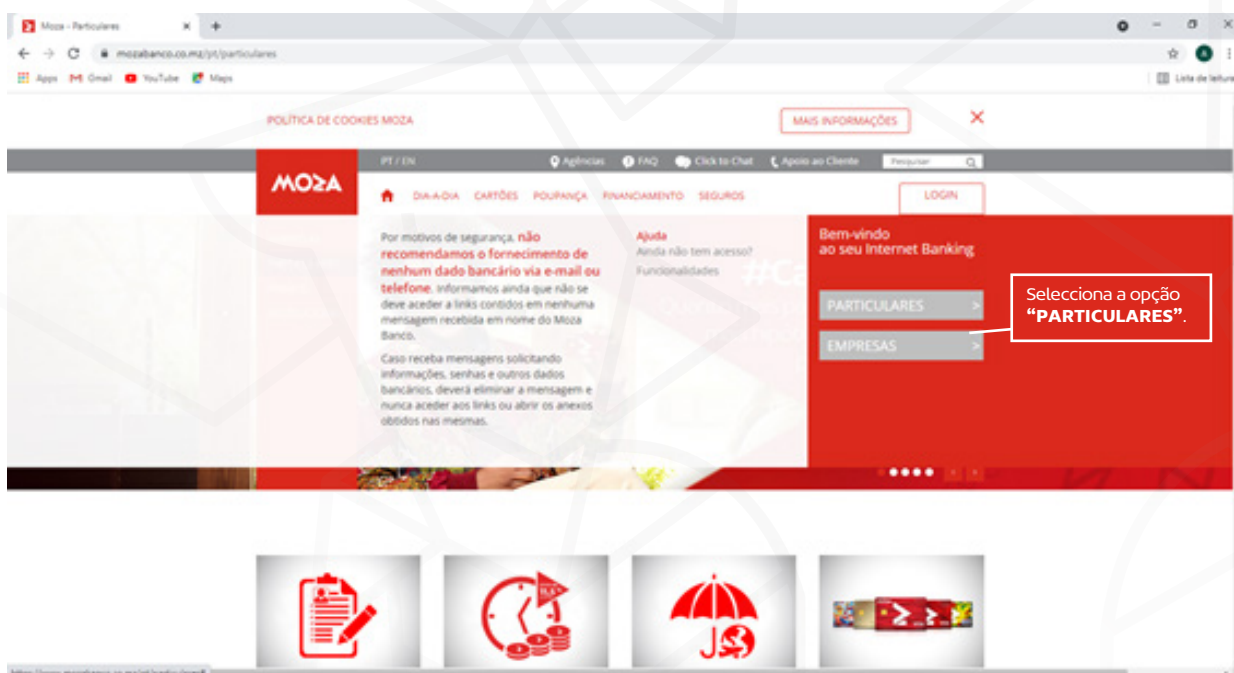 Moza - Particulares
mozabanco.co.mz/pt/particulares
Apps
Gmail
YouTube
Maps
Lista de leitura
POLÍTICA DE COOKIES MOZA
MAIS INFORMAÇÕES
PT / EN
Agências
FAQ
Click to Chat
Apoio ao Cliente
Pesquisar
MOZA
DIA-A-DIA CARTÕES POUPANÇA FINANCIAMENTO SEGUROS
LOGIN
Por motivos de segurança, não
recomendamos o fornecimento de
nenhum dado bancário via e-mail ou
telefone. Informamos ainda que não se
deve aceder a links contidos em nenhuma
mensagem recebida em nome do Moza
Banco.
Caso receba mensagens solicitando
informações, senhas e outros dados
bancários, deverá eliminar a mensagem e
nunca aceder aos links ou abrir os anexos
obtidos nas mesmas.
Ajuda
Ainda não tem acesso?
Funcionalidades
Bem-vindo
ao seu Internet Banking
PARTICULARES >
EMPRESAS >
Selecciona a opção
“PARTICULARES”.